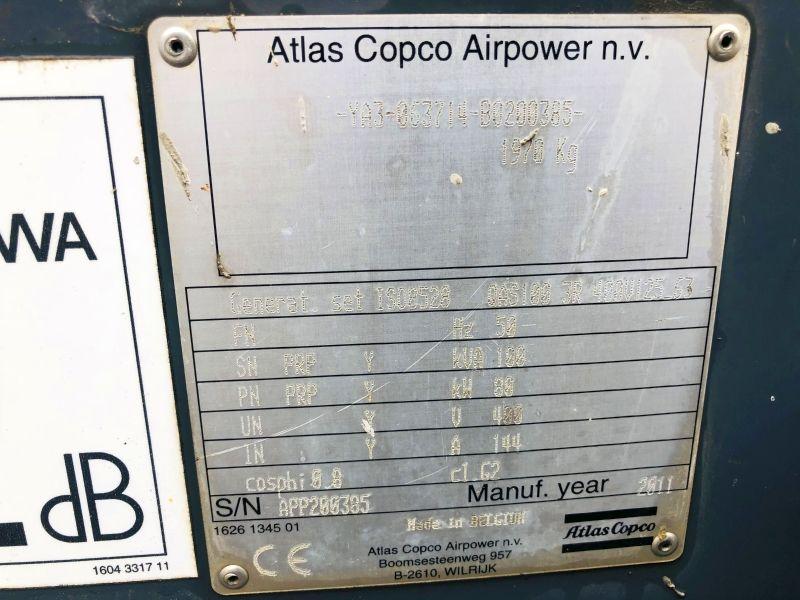 Atlas Copco Airpower n.v.
-YA3-063714-B0200385-
1970 Kg
Generat. set ISO8528 QAS100 JR 400V125_63
FN Hz 50
SN PRP Y kVA 100
PN PRP Y kW 80
UN Y V 400
IN Y A 144
cosphi 0.8 cl.G2
S/N APP200385 Manuf. year 2011
1626 1345 01 Made in BELGIUM
CE
Atlas Copco Airpower n.v.
Boomsesteenweg 957
B-2610, WILRIJK
Atlas Copco
WA
dB
1604 3317 11